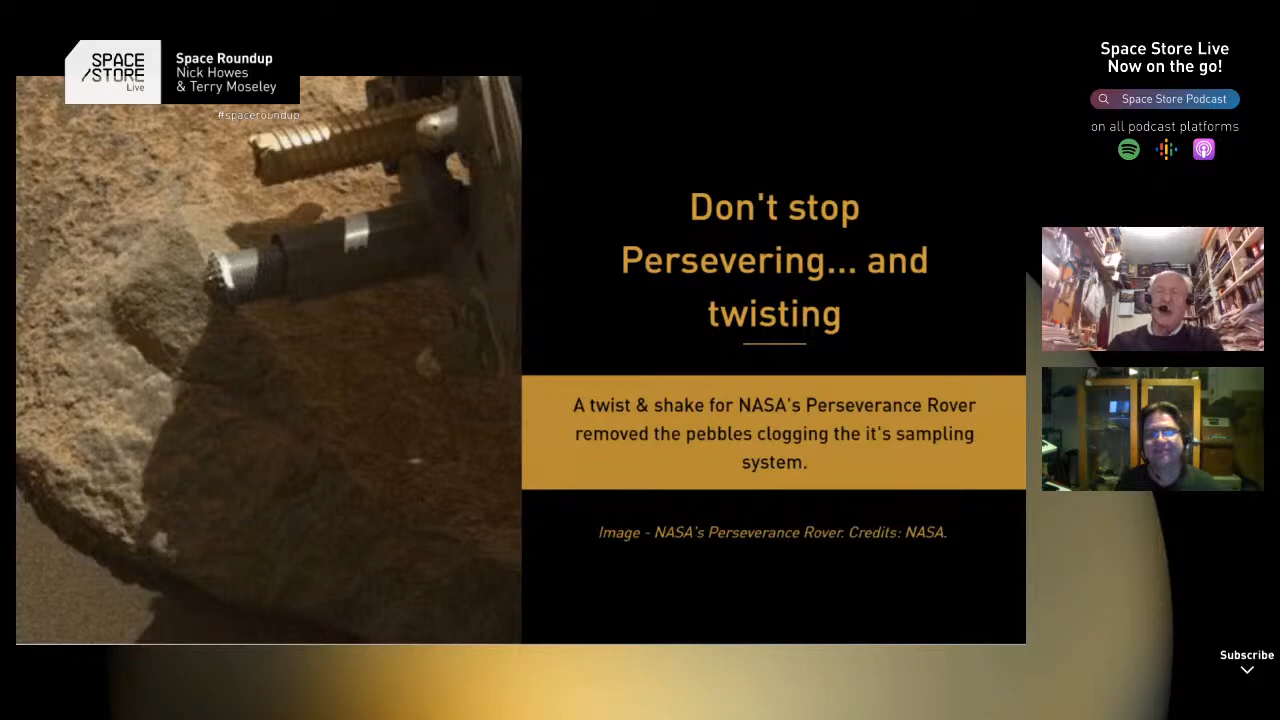 SPACE
/STORE
Live
Space Roundup
Nick Howes
& Terry Moseley
#spaceroundup
Don't stop
Persevering... and
twisting
A twist & shake for NASA's Perseverance Rover
removed the pebbles clogging the it's sampling
system.
Image - NASA's Perseverance Rover. Credits: NASA.
Space Store Live
Now on the go!
Space Store Podcast
on all podcast platforms
Subscribe